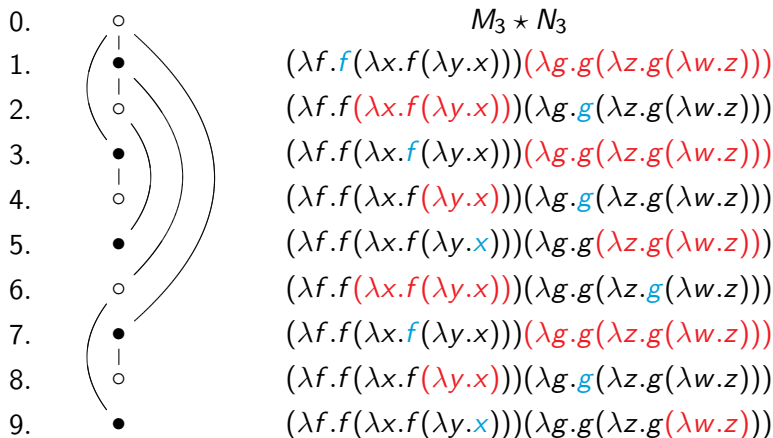 0. M₃ ⋆ N₃
1. (λf.f(λx.f(λy.x)))(λg.g(λz.g(λw.z)))
2. (λf.f(λx.f(λy.x)))(λg.g(λz.g(λw.z)))
3. (λf.f(λx.f(λy.x)))(λg.g(λz.g(λw.z)))
4. (λf.f(λx.f(λy.x)))(λg.g(λz.g(λw.z)))
5. (λf.f(λx.f(λy.x)))(λg.g(λz.g(λw.z)))
6. (λf.f(λx.f(λy.x)))(λg.g(λz.g(λw.z)))
7. (λf.f(λx.f(λy.x)))(λg.g(λz.g(λw.z)))
8. (λf.f(λx.f(λy.x)))(λg.g(λz.g(λw.z)))
9. (λf.f(λx.f(λy.x)))(λg.g(λz.g(λw.z)))